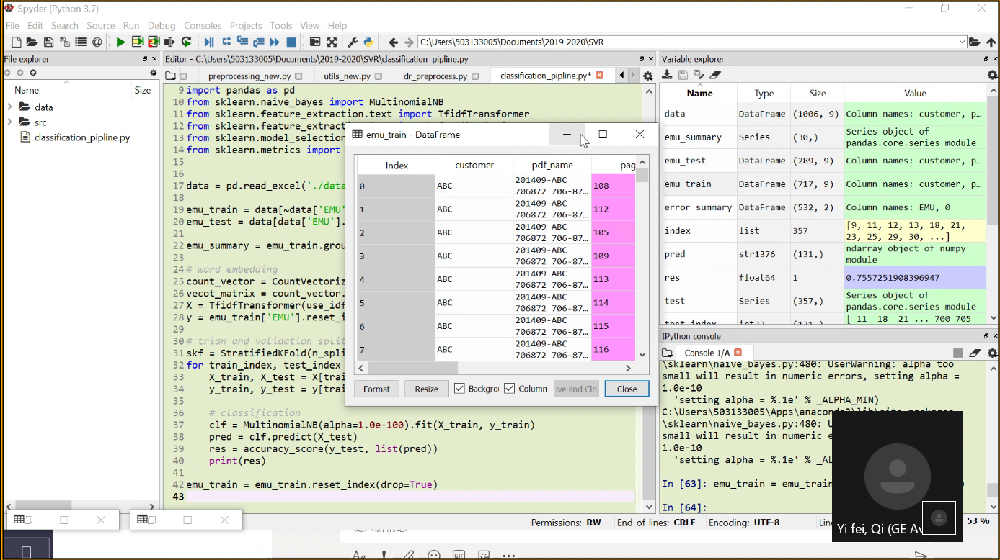 Spyder (Python 3.7)
File Edit Search Source Run Debug Consoles Projects Tools View Help
C:\Users\503133005\Documents\2019-2020\SVR
File explorer
Name Size
data
src
classification_pipline.py
Editor - C:\Users\503133005\Documents\2019-2020\SVR\classification_pipline.py
preprocessing_new.py utils_new.py dr_preprocess.py classification_pipline.py*
9 import pandas as pd
10 from sklearn.naive_bayes import MultinomialNB
11 from sklearn.feature_extraction.text import TfidfTransformer
12 from sklearn.feature_extract
13 from sklearn.model_selection
14 from sklearn.metrics import
15
16
17 data = pd.read_excel('./data
18
19 emu_train = data[~data['EMU'
20 emu_test = data[data['EMU'].
21
22 emu_summary = emu_train.grou
23
24 # word embedding
25 count_vector = CountVectoriz
26 vecot_matrix = count_vector.
27 X = TfidfTransformer(use_idf
28 y = emu_train['EMU'].reset_i
29
30 # trian and validation split
31 skf = StratifiedKFold(n_spli
32 for train_index, test_index
33 X_train, X_test = X[trai
34 y_train, y_test = y[trai
35
36 # classification
37 clf = MultinomialNB(alpha=1.0e-100).fit(X_train, y_train)
38 pred = clf.predict(X_test)
39 res = accuracy_score(y_test, list(pred))
40 print(res)
41
42 emu_train = emu_train.reset_index(drop=True)
43
emu_train - DataFrame
Index customer pdf_name pag
0 ABC 201409-ABC 706872 706-87… 108
1 ABC 201409-ABC 706872 706-87… 112
2 ABC 201409-ABC 706872 706-87… 105
3 ABC 201409-ABC 706872 706-87… 109
4 ABC 201409-ABC 706872 706-87… 113
5 ABC 201409-ABC 706872 706-87… 114
6 ABC 201409-ABC 706872 706-87… 115
7 ABC 201409-ABC 706872 706-87… 116
Format Resize Backgrou Column ave and Clo Close
Variable explorer
Name Type Size Value
data DataFrame (1006, 9) Column names: customer, p…
emu_summary Series (30,) Series object of pandas.core.series module
emu_test DataFrame (289, 9) Column names: customer, p…
emu_train DataFrame (717, 9) Column names: customer, p…
error_summary DataFrame (532, 2) Column names: EMU, 0
index list 357 [9, 11, 12, 13, 18, 21, 23, 25, 29, 30, ...]
pred str1376 (131,) ndarray object of numpy module
res float64 1 0.7557251908396947
test Series (357,) Series object of pandas.core.series module
test_index int32 (131,) [ 11 18 21 ... 700 705
IPython console
Console 1/A
\sklearn\naive_bayes.py:480: UserWarning: alpha too
small will result in numeric errors, setting alpha =
1.0e-10
'setting alpha = %.1e' % _ALPHA_MIN)
C:\Users\503133005\Apps\anaconda3\lib\site-packages
\sklearn\naive_bayes.py:480: U
small will result in numeric e
1.0e-10
'setting alpha = %.1e' % _AL
In [63]: emu_train = emu_train )
In [64]:
Permissions: RW End-of-lines: CRLF Encoding: UTF-8 Line 53 %
Yi fei, Qi (GE Av
GIF